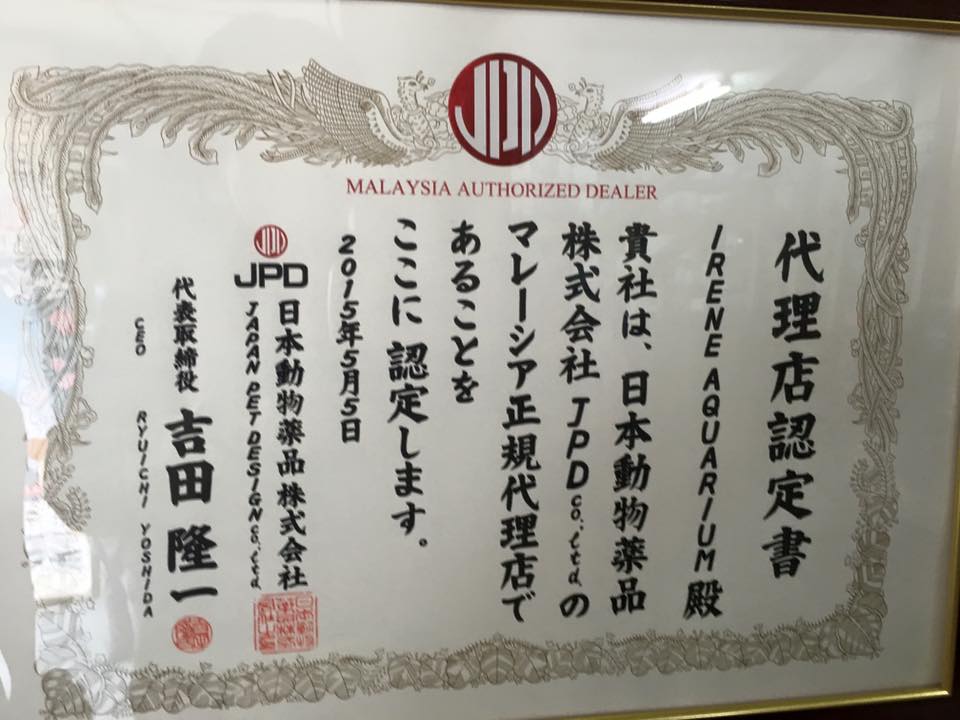 JPD
MALAYSIA AUTHORIZED DEALER
代理店認定書
IRENE AQUARIUM 殿
貴社は、日本動物薬品
株式会社 JPD co.,ltd.の
マレーシア正規代理店で
あることを
ここに認定します。
2015年5月5日
JPD
日本動物薬品株式会社
JAPAN PET DESIGN co.,ltd.
代表取締役 吉田 隆一
CEO RYUICHI YOSHIDA